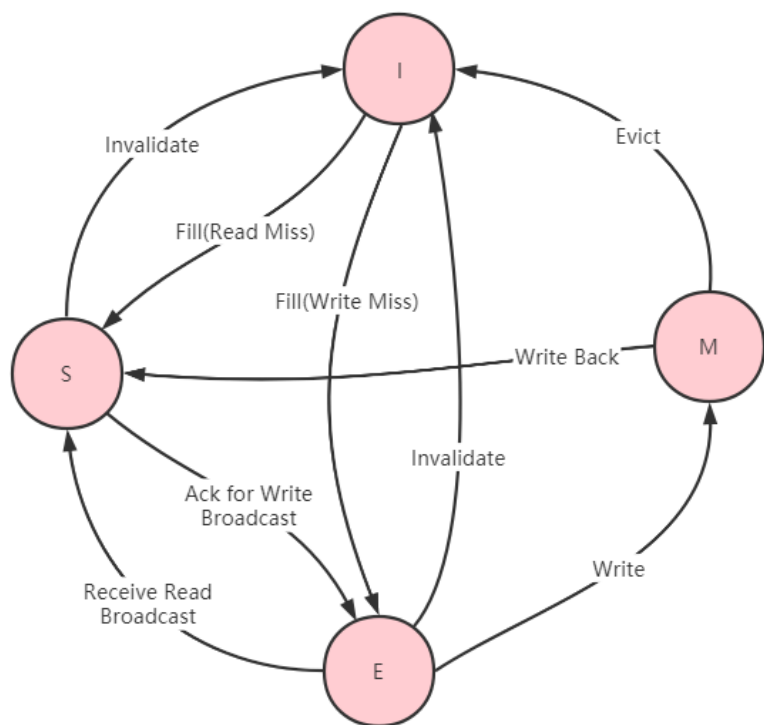 I
Invalidate
Evict
Fill(Read Miss)
Fill(Write Miss)
M
Write Back
S
Invalidate
Ack for Write
Broadcast
Write
Receive Read
Broadcast
E